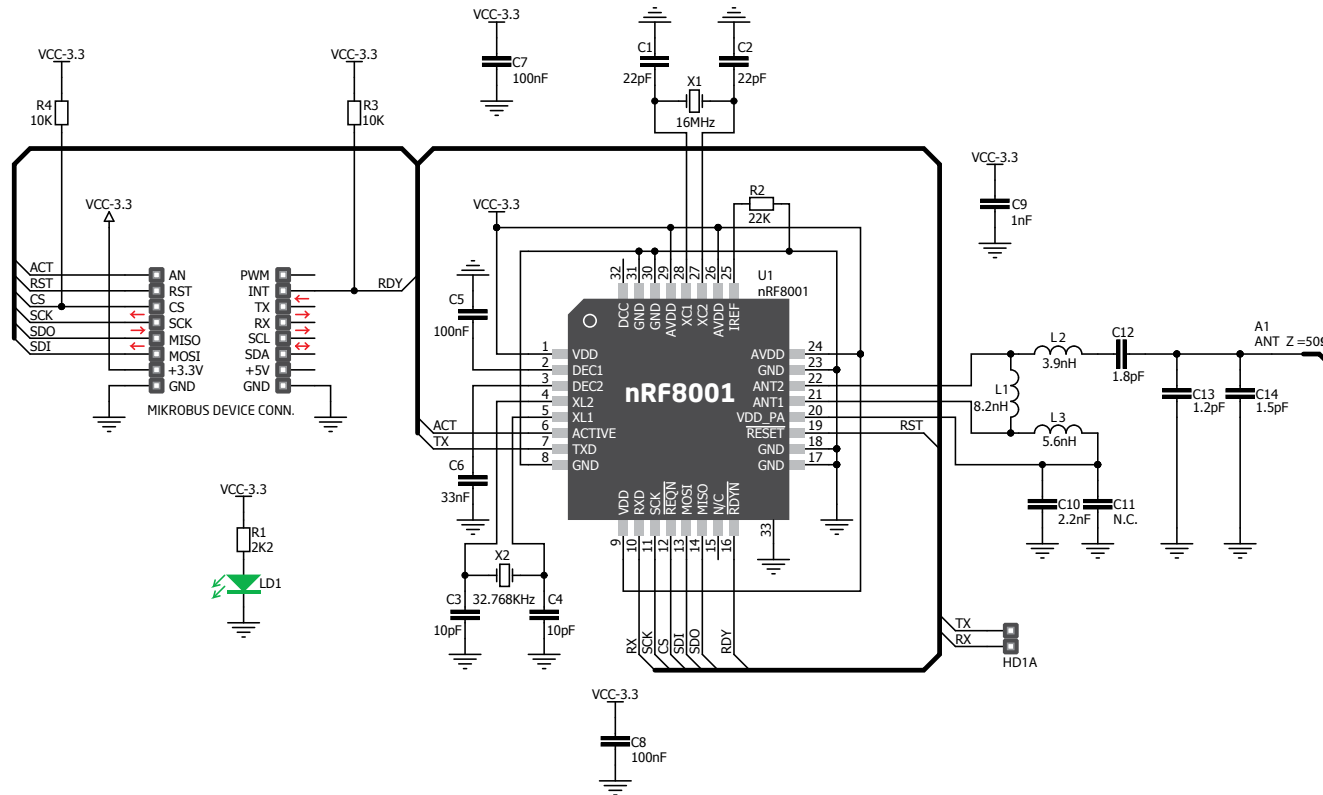 VCC-3.3
C7
100nF
C1
22pF
C2
22pF
X1
16MHz
VCC-3.3
R4
10K
VCC-3.3
R3
10K
VCC-3.3
C9
1nF
VCC-3.3
R2
22K
VCC-3.3
ACT
RST
CS
SCK
SDO
SDI
AN
RST
CS
SCK
MISO
MOSI
+3.3V
GND
PWM
INT
TX
RX
SCL
SDA
+5V
GND
RDY
MIKROBUS DEVICE CONN.
C5
100nF
C6
33nF
ACT
TX
U1
nRF8001
32
31
30
29
28
27
26
25
DCC
GND
GND
AVDD
XC1
XC2
AVDD
IREF
1
2
3
4
5
6
7
8
VDD
DEC1
DEC2
XL2
XL1
ACTIVE
TXD
GND
nRF8001
AVDD
GND
ANT2
ANT1
VDD_PA
RESET
GND
GND
24
23
22
21
20
19
18
17
VDD
RXD
SCK
REQN
MOSI
MISO
N/C
RDYN
9
10
11
12
13
14
15
16
33
RST
L1
8.2nH
L2
3.9nH
L3
5.6nH
C12
1.8pF
A1
ANT Z =50
C13
1.2pF
C14
1.5pF
C10
2.2nF
C11
N.C.
VCC-3.3
R1
2K2
LD1
X2
32.768KHz
C3
10pF
C4
10pF
RX
SCK
CS
SDI
SDO
RDY
TX
RX
HD1A
VCC-3.3
C8
100nF